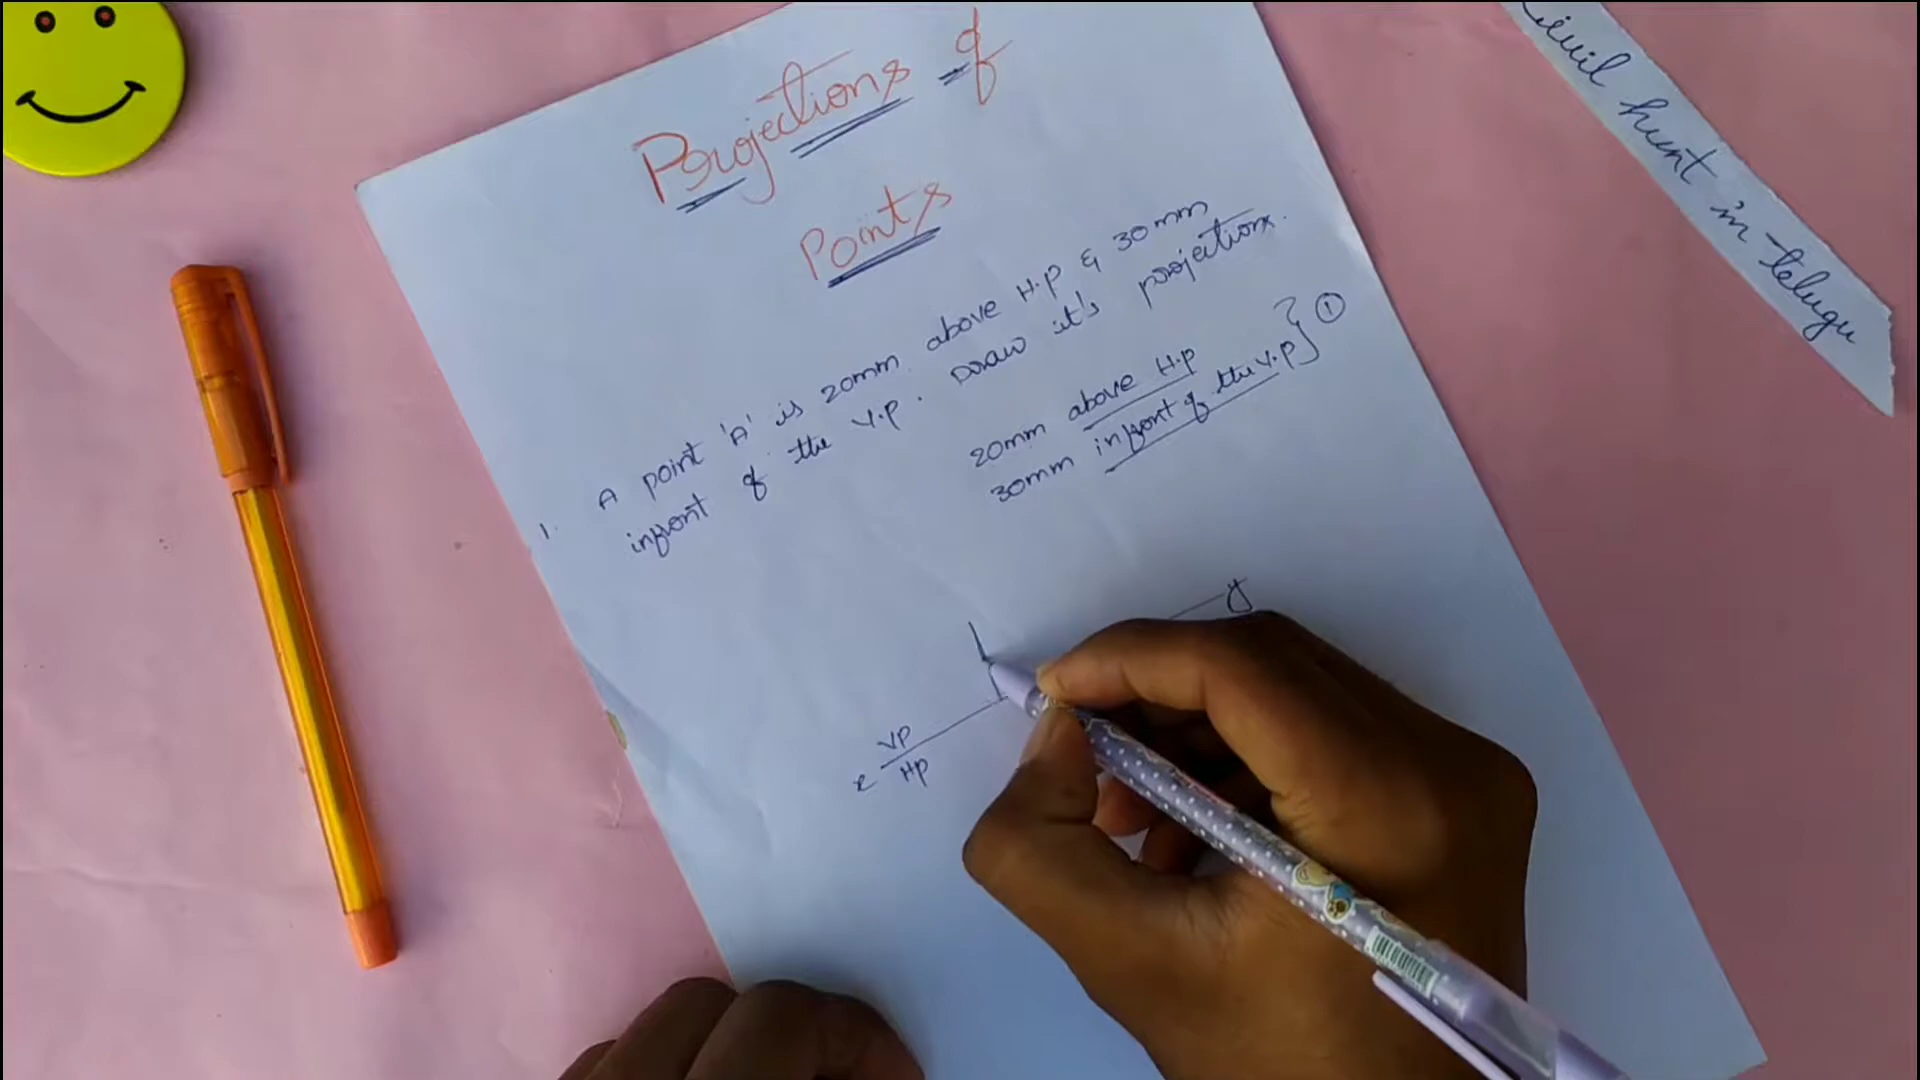 Projections of
Points
1. A point 'A' is 20mm above H.P & 30mm
infront of the V.P. Draw it's projections.
20mm above H.P
30mm infront of the V.P } ①
y
VP
x HP
Civil hunt in telugu